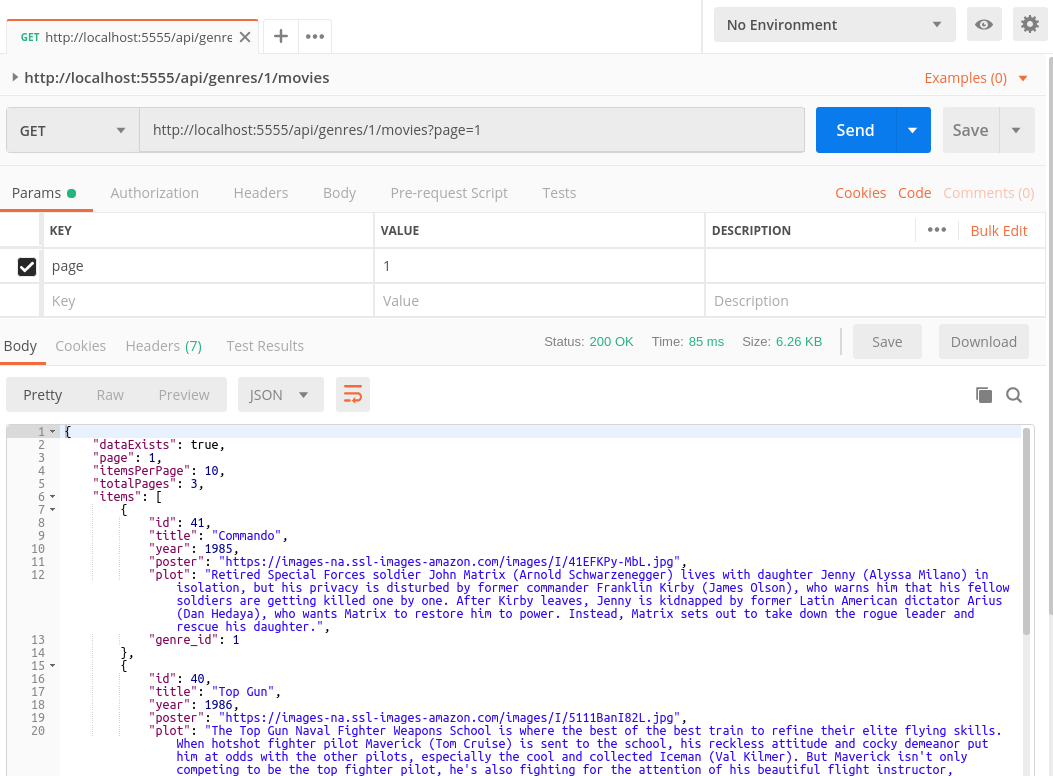 GET http://localhost:5555/api/genre
No Environment
http://localhost:5555/api/genres/1/movies
Examples (0)
GET
http://localhost:5555/api/genres/1/movies?page=1
Send
Save
Params
Authorization
Headers
Body
Pre-request Script
Tests
Cookies
Code
Comments (0)
KEY
VALUE
DESCRIPTION
Bulk Edit
page
1
Key
Value
Description
Body
Cookies
Headers (7)
Test Results
Status: 200 OK
Time: 85 ms
Size: 6.26 KB
Save
Download
Pretty
Raw
Preview
JSON
1 {
2 "dataExists": true,
3 "page": 1,
4 "itemsPerPage": 10,
5 "totalPages": 3,
6 "items": [
7 {
8 "id": 41,
9 "title": "Commando",
10 "year": 1985,
11 "poster": "https://images-na.ssl-images-amazon.com/images/I/41EFKPy-MbL.jpg",
12 "plot": "Retired Special Forces soldier John Matrix (Arnold Schwarzenegger) lives with daughter Jenny (Alyssa Milano) in
isolation, but his privacy is disturbed by former commander Franklin Kirby (James Olson), who warns him that his fellow
soldiers are getting killed one by one. After Kirby leaves, Jenny is kidnapped by former Latin American dictator Arius
(Dan Hedaya), who wants Matrix to restore him to power. Instead, Matrix sets out to take down the rogue leader and
rescue his daughter.",
13 "genre_id": 1
14 },
15 {
16 "id": 40,
17 "title": "Top Gun",
18 "year": 1986,
19 "poster": "https://images-na.ssl-images-amazon.com/images/I/5111BanI82L.jpg",
20 "plot": "The Top Gun Naval Fighter Weapons School is where the best of the best train to refine their elite flying skills.
When hotshot fighter pilot Maverick (Tom Cruise) is sent to the school, his reckless attitude and cocky demeanor put
him at odds with the other pilots, especially the cool and collected Iceman (Val Kilmer). But Maverick isn't only
competing to be the top fighter pilot, he's also fighting for the attention of his beautiful flight instructor,